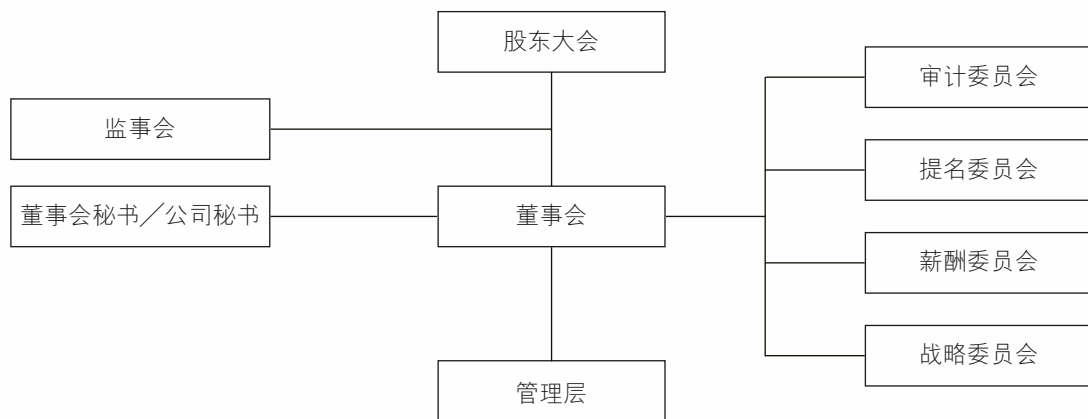 股东大会
审计委员会
监事会
提名委员会
董事会秘书／公司秘书
董事会
薪酬委员会
战略委员会
管理层